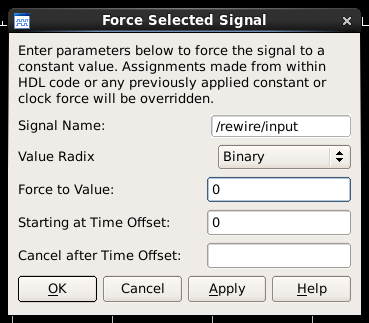 Force Selected Signal
Enter parameters below to force the signal to a
constant value. Assignments made from within
HDL code or any previously applied constant or
clock force will be overridden.
Signal Name: /rewire/input
Value Radix Binary
Force to Value: 0
Starting at Time Offset: 0
Cancel after Time Offset:
OK Cancel Apply Help